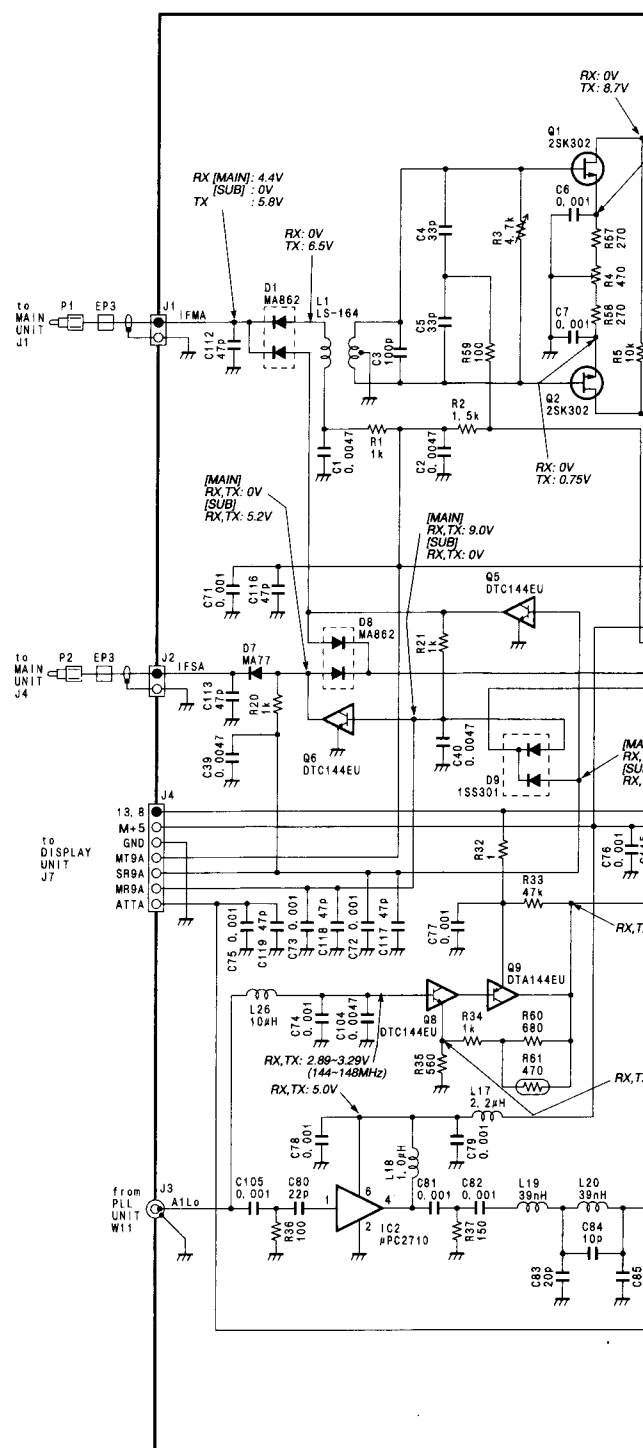 RX: 0V
TX: 8.7V
Q1
2SK302
RX [MAIN]: 4.4V
[SUB] : 0V
TX : 5.8V
RX: 0V
TX: 6.5V
C6
0.001
C4
33p
R3
4.7k
R57
270
R4
470
R58
270
D1
MA862
L1
LS-164
to
MAIN
UNIT
J1
P1
EP3
J1
IFMA
C112
47p
C3
100p
C5
33p
R59
100
C7
0.001
R5
10k
Q2
2SK302
R2
1.5k
C1
0.0047
R1
1k
C2
0.0047
RX: 0V
TX: 0.75V
[MAIN]
RX,TX: 0V
[SUB]
RX,TX: 5.2V
[MAIN]
RX,TX: 9.0V
[SUB]
RX,TX: 0V
C71
0.001
C116
47p
Q5
DTC144EU
D8
MA862
R21
1k
to
MAIN
UNIT
J4
P2
EP3
J2
IFSA
D7
MA77
C113
47p
R20
1k
C39
0.0047
Q6
DTC144EU
C40
0.0047
D9
1SS301
[MA
RX,
[SU
RX,
to
DISPLAY
UNIT
J7
J4
13.8
M+5
GND
MT9A
SR9A
MR9A
ATTA
R32
1
C76
0.001
R33
47k
C75 0.001
C119 47p
C73 0.001
C118 47p
C72 0.001
C117 47p
C77
0.001
RX,T
L26
10μH
C74
0.001
C104
0.0047
Q8
DTC144EU
Q9
DTA144EU
R34
1k
R60
680
R61
470
R35
560
RX,TX: 2.89~3.29V
(144~148MHz)
RX,TX: 5.0V
RX,T
L17
2.2μH
C78
0.001
L18
1.0μH
C79
0.001
from
PLL
UNIT
W11
J3
A1Lo
C105
0.001
C80
22p
R36
100
1
6
4
2
IC2
μPC2710
C81
0.001
C82
0.001
R37
150
L19
39nH
L20
39nH
C84
10p
C83
20p
C85